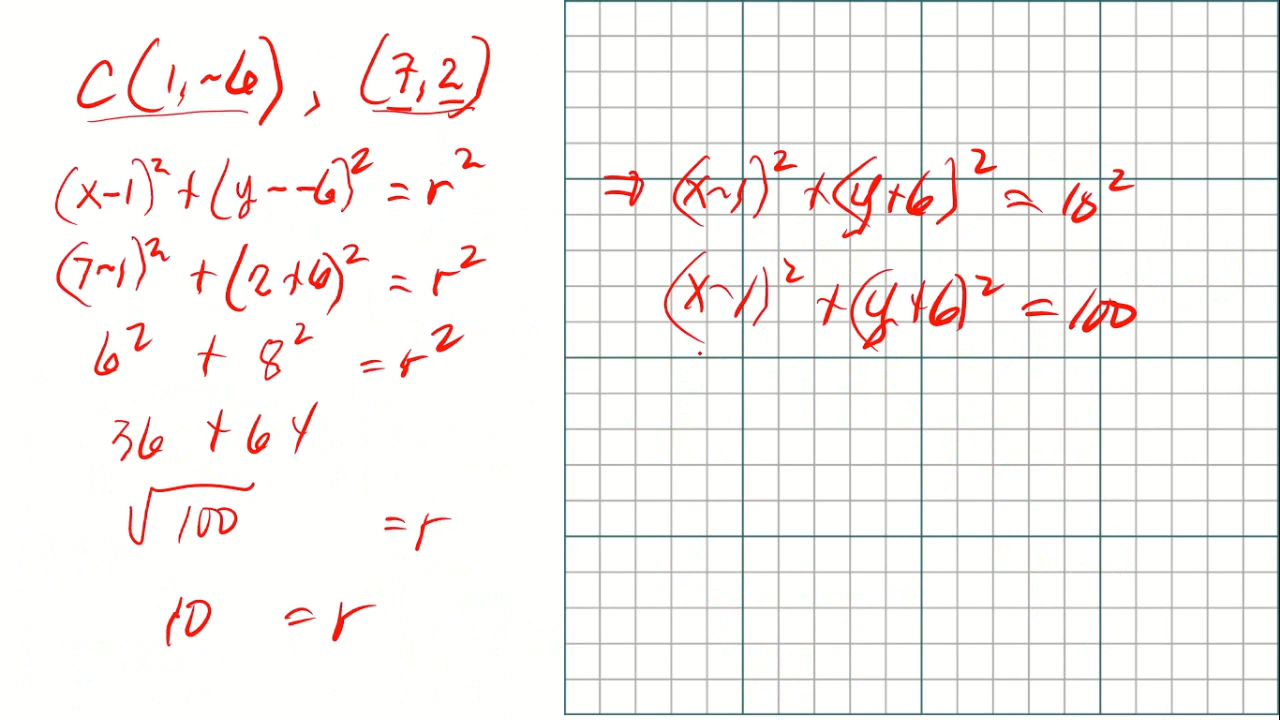 C(1,-6), (7,2)
(x-1)² + (y--6)² = r²
(7-1)² + (2+6)² = r²
6² + 8² = r²
36 + 64
√100 = r
10 = r
⇒ (x-1)² + (y+6)² = 10²
(x-1)² + (y+6)² = 100